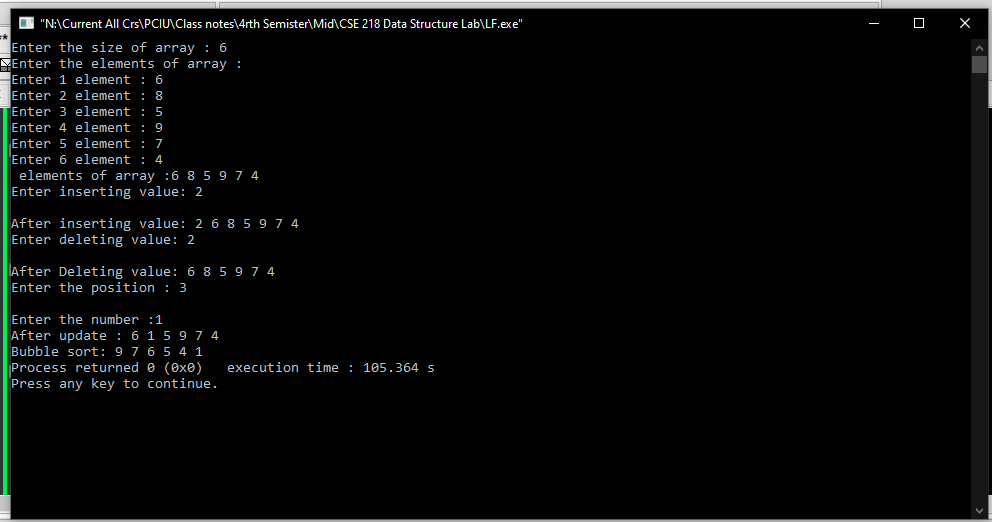 "N:\Current All Crs\PCIU\Class notes\4rth Semister\Mid\CSE 218 Data Structure Lab\LF.exe"
Enter the size of array : 6
Enter the elements of array :
Enter 1 element : 6
Enter 2 element : 8
Enter 3 element : 5
Enter 4 element : 9
Enter 5 element : 7
Enter 6 element : 4
elements of array :6 8 5 9 7 4
Enter inserting value: 2
After inserting value: 2 6 8 5 9 7 4
Enter deleting value: 2
After Deleting value: 6 8 5 9 7 4
Enter the position : 3
Enter the number :1
After update : 6 1 5 9 7 4
Bubble sort: 9 7 6 5 4 1
Process returned 0 (0x0)   execution time : 105.364 s
Press any key to continue.